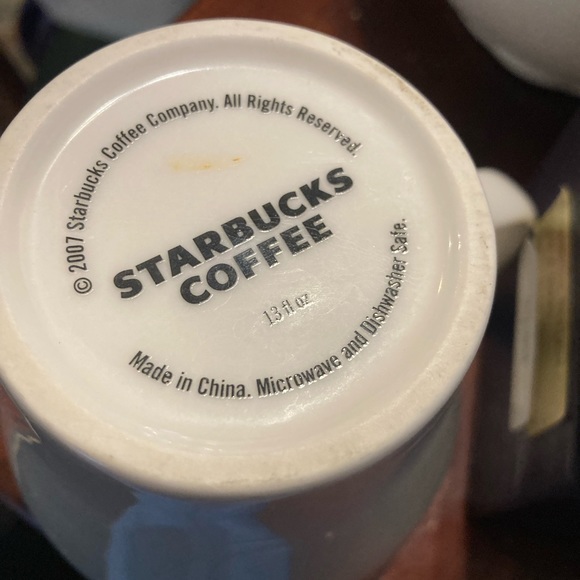 © 2007 Starbucks Coffee Company. All Rights Reserved.
STARBUCKS
COFFEE
13 fl oz
Made in China. Microwave and Dishwasher Safe.